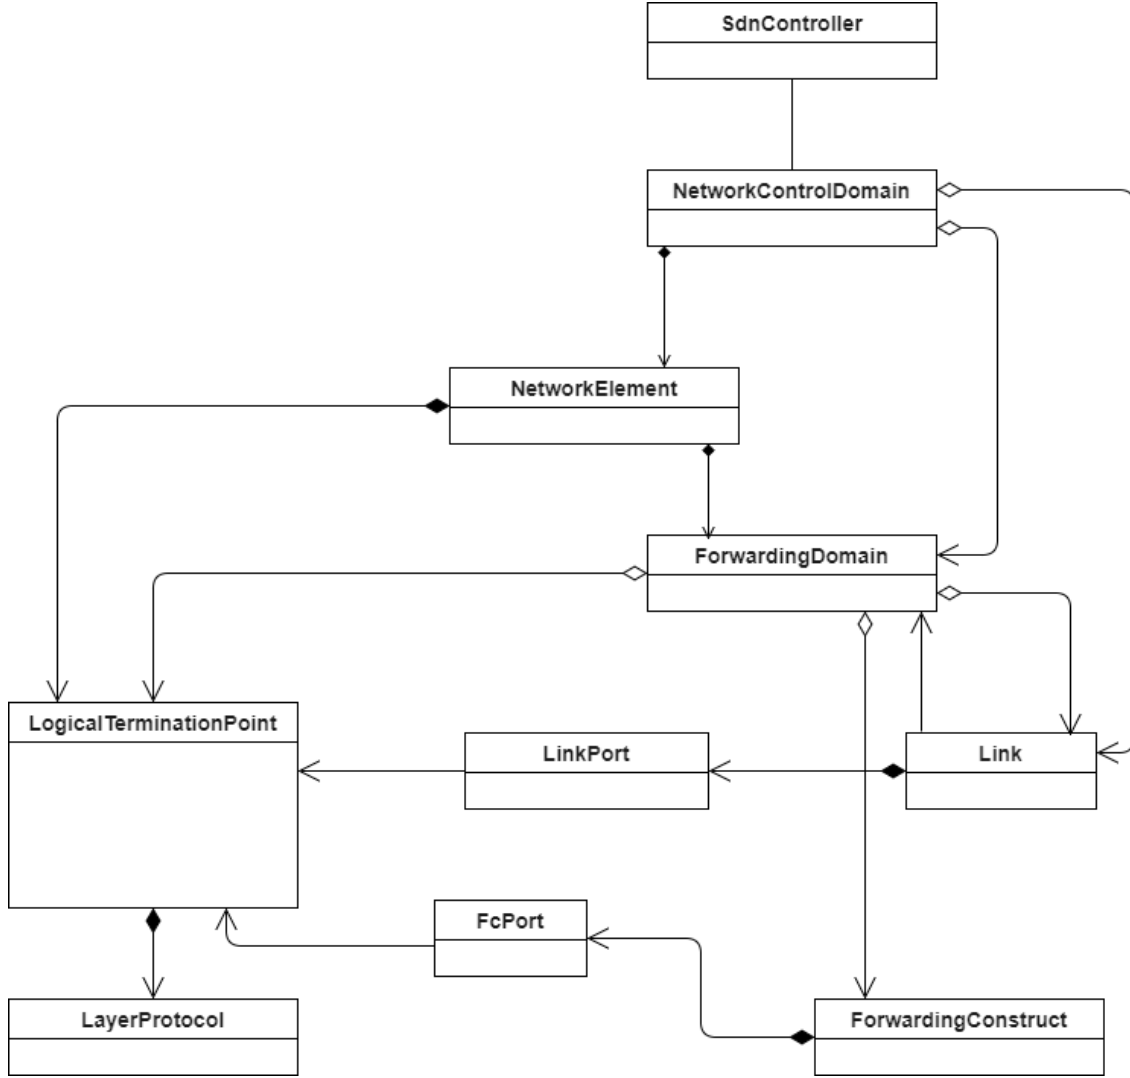 SdnController
NetworkControlDomain
NetworkElement
ForwardingDomain
LogicalTerminationPoint
LinkPort
Link
FcPort
LayerProtocol
ForwardingConstruct